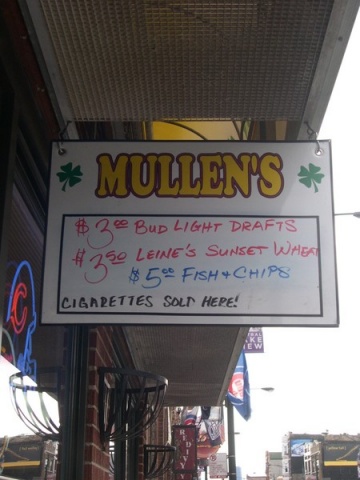 MULLEN'S
$3.00 BUD LIGHT DRAFTS
$3.50 LEINE'S SUNSET WHEAT
$5.00 FISH + CHIPS
CIGARETTES SOLD HERE!
C